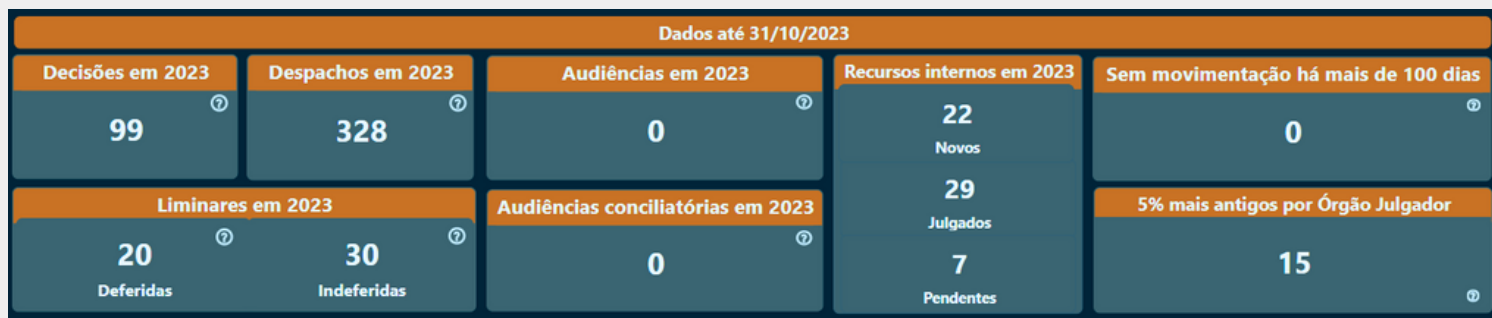 Dados até 31/10/2023
Decisões em 2023
99
Despachos em 2023
328
Audiências em 2023
0
Recursos internos em 2023
22
Novos
29
Julgados
7
Pendentes
Sem movimentação há mais de 100 dias
0
Liminares em 2023
20
Deferidas
30
Indeferidas
Audiências conciliatórias em 2023
0
5% mais antigos por Órgão Julgador
15